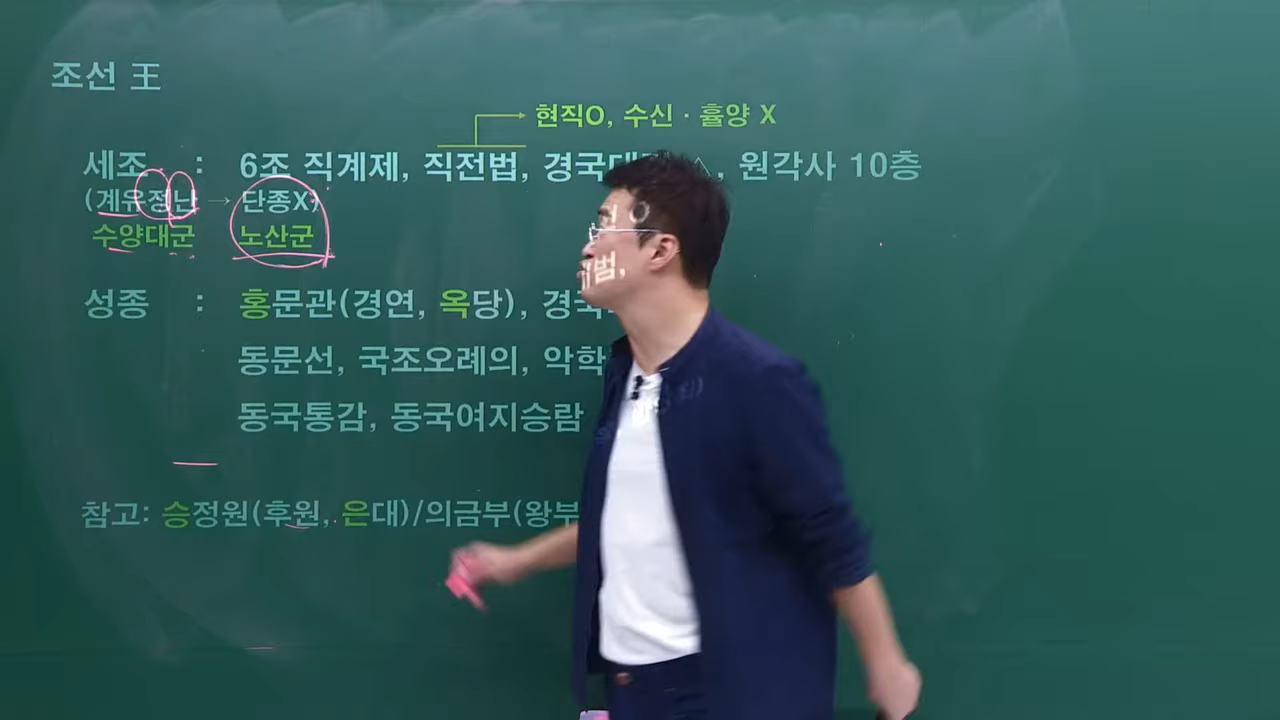 조선 王
현직O, 수신 · 휼양 X
세조 : 6조 직계제, 직전법, 경국대 △, 원각사 10층
(계유정난 → 단종X)
수양대군 노산군
성종 : 홍문관(경연, 옥당), 경국
동문선, 국조오례의, 악학
동국통감, 동국여지승람
참고: 승정원(후원, 은대)/의금부(왕부